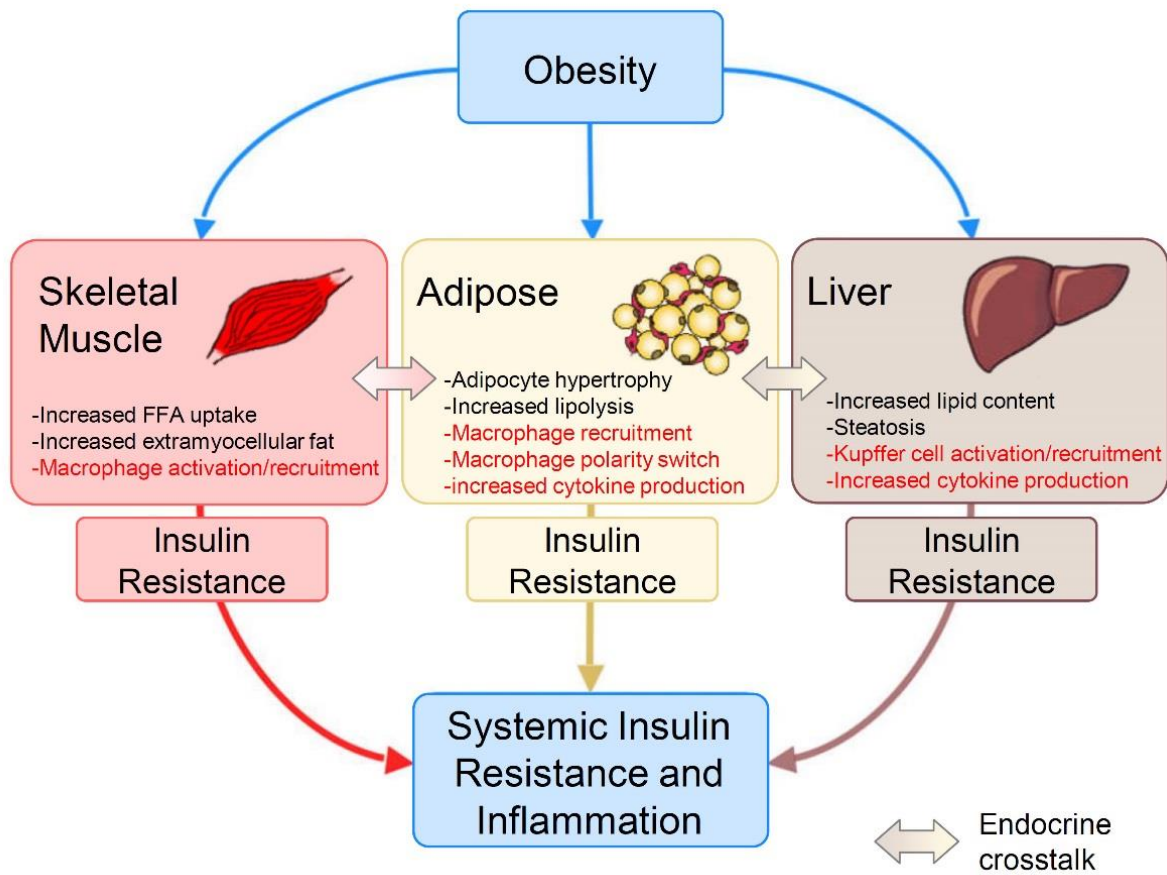 Obesity
Skeletal
Muscle
-Increased FFA uptake
-Increased extramyocellular fat
-Macrophage activation/recruitment
Adipose
-Adipocyte hypertrophy
-Increased lipolysis
-Macrophage recruitment
-Macrophage polarity switch
-increased cytokine production
Liver
-Increased lipid content
-Steatosis
-Kupffer cell activation/recruitment
-Increased cytokine production
Insulin
Resistance
Insulin
Resistance
Insulin
Resistance
Systemic Insulin
Resistance and
Inflammation
Endocrine
crosstalk